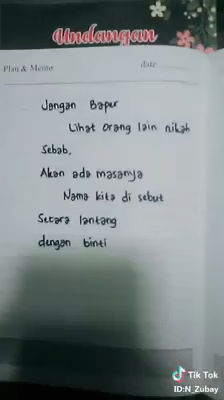 Undangan
Plan & Memo date
Jangan Baper
Lihat orang lain nikah
Sebab,
Akan ada masanya
Nama kita di sebut
Secara lantang
dengan binti
Tik Tok
ID:N_Zubay